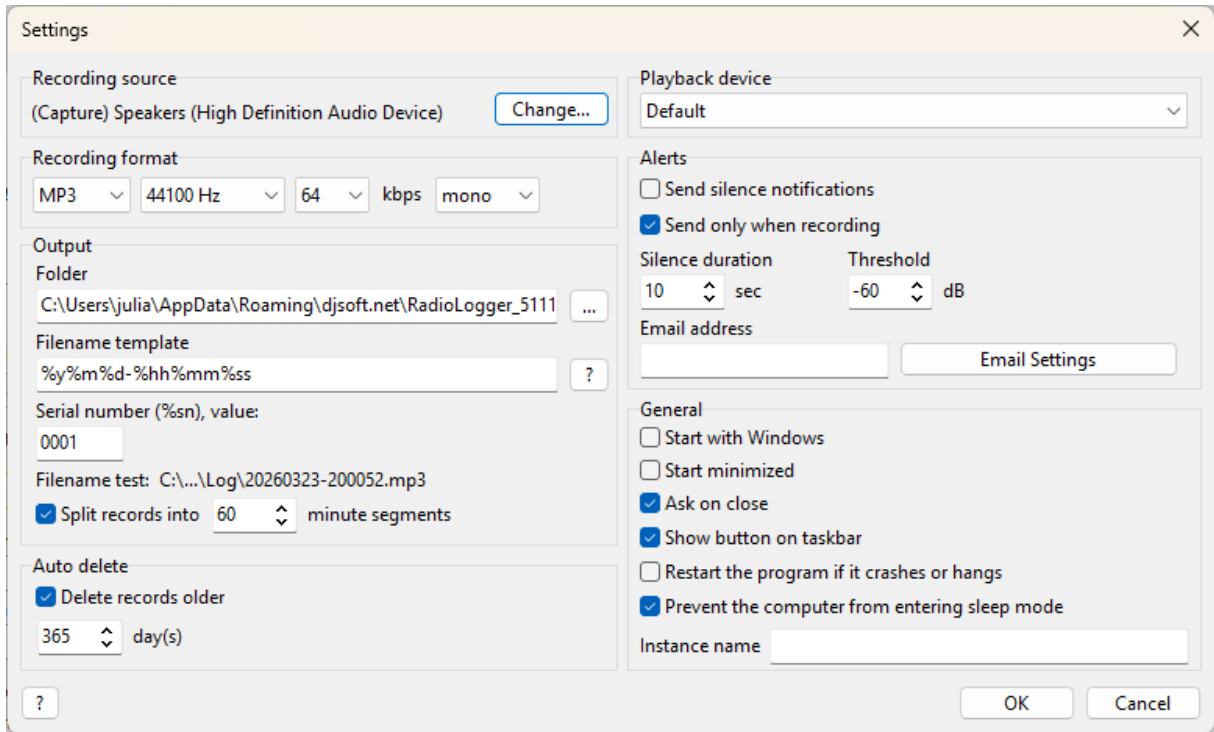 Settings
Recording source
(Capture) Speakers (High Definition Audio Device)
Change...
Recording format
MP3 44100 Hz 64 kbps mono
Output
Folder
C:\Users\julia\AppData\Roaming\djsoft.net\RadioLogger_5111
...
Filename template
%y%m%d-%hh%mm%ss
?
Serial number (%sn), value:
0001
Filename test: C:\...\Log\20260323-200052.mp3
Split records into 60 minute segments
Auto delete
Delete records older
365 day(s)
?
Playback device
Default
Alerts
Send silence notifications
Send only when recording
Silence duration Threshold
10 sec -60 dB
Email address
Email Settings
General
Start with Windows
Start minimized
Ask on close
Show button on taskbar
Restart the program if it crashes or hangs
Prevent the computer from entering sleep mode
Instance name
OK Cancel